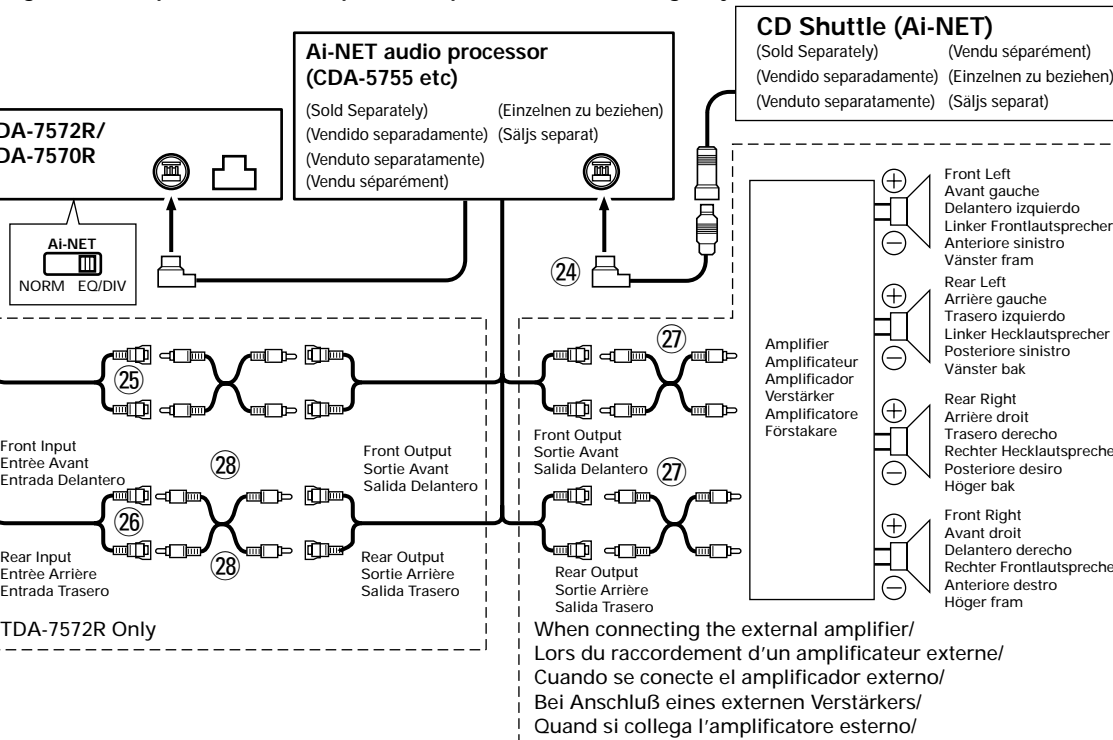 CD Shuttle (Ai-NET)
(Sold Separately) (Vendu séparément)
(Vendido separadamente) (Einzelnen zu beziehen)
(Venduto separatamente) (Säljs separat)
Ai-NET audio processor
(CDA-5755 etc)
(Sold Separately) (Einzelnen zu beziehen)
(Vendido separadamente) (Säljs separat)
(Venduto separatamente)
(Vendu séparément)
DA-7572R/
DA-7570R
Ai-NET
NORM EQ/DIV
24
Front Left
Avant gauche
Delantero izquierdo
Linker Frontlautsprecher
Anteriore sinistro
Vänster fram
Rear Left
Arrière gauche
Trasero izquierdo
Linker Hecklautsprecher
Posteriore sinistro
Vänster bak
Rear Right
Arrière droit
Trasero derecho
Rechter Hecklautspreche
Posteriore desiro
Höger bak
Front Right
Avant droit
Delantero derecho
Rechter Frontlautspreche
Anteriore destro
Höger fram
Amplifier
Amplificateur
Amplificador
Verstärker
Amplificatore
Förstakare
25
27
Front Input
Entrèe Avant
Entrada Delantero
28
Front Output
Sortie Avant
Salida Delantero
Front Output
Sortie Avant
Salida Delantero
27
26
28
Rear Input
Entrèe Arrière
Entrada Trasero
Rear Output
Sortie Arrière
Salida Trasero
Rear Output
Sortie Arrière
Salida Trasero
TDA-7572R Only
When connecting the external amplifier/
Lors du raccordement d’un amplificateur externe/
Cuando se conecte el amplificador externo/
Bei Anschluß eines externen Verstärkers/
Quand si collega l’amplificatore esterno/